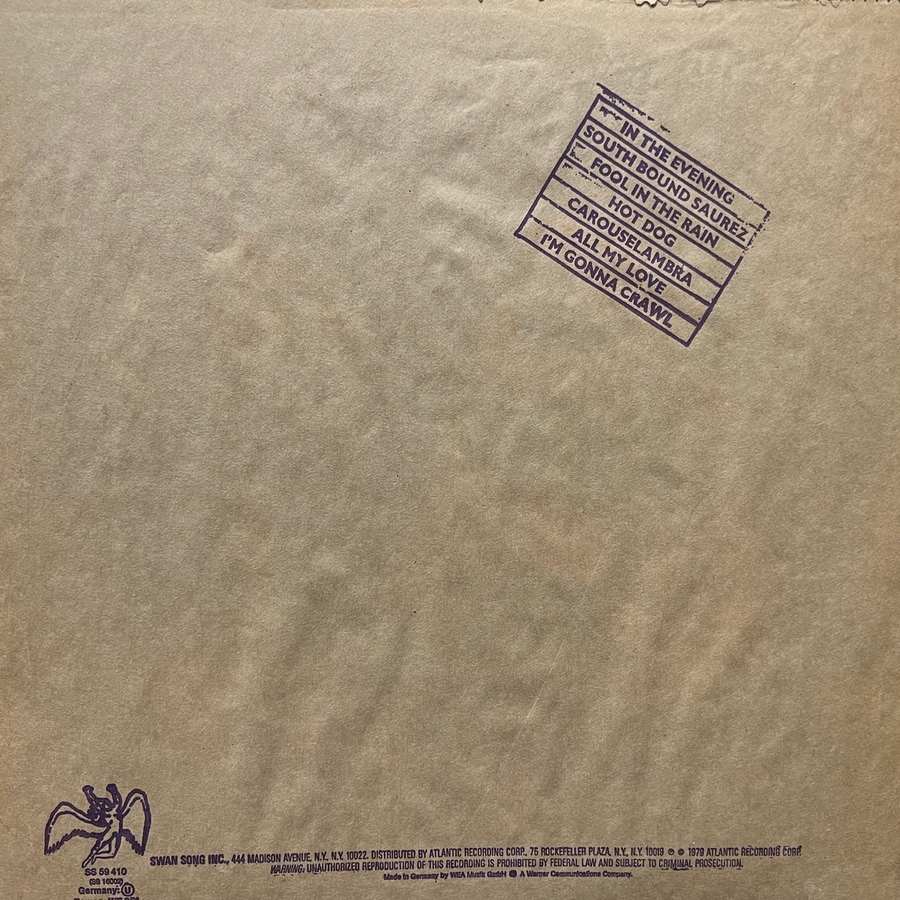 IN THE EVENING
SOUTH BOUND SAUREZ
FOOL IN THE RAIN
HOT DOG
CAROUSELAMBRA
ALL MY LOVE
I'M GONNA CRAWL
SS 59 410
(SS 16002)
Germany: U
SWAN SONG INC., 444 MADISON AVENUE, N.Y., N.Y. 10022. DISTRIBUTED BY ATLANTIC RECORDING CORP., 75 ROCKEFELLER PLAZA, N.Y., N.Y. 10019 ℗ © 1979 ATLANTIC RECORDING CORP.
WARNING: UNAUTHORIZED REPRODUCTION OF THIS RECORDING IS PROHIBITED BY FEDERAL LAW AND SUBJECT TO CRIMINAL PROSECUTION.
Made in Germany by WEA Musik GmbH A Warner Communications Company.